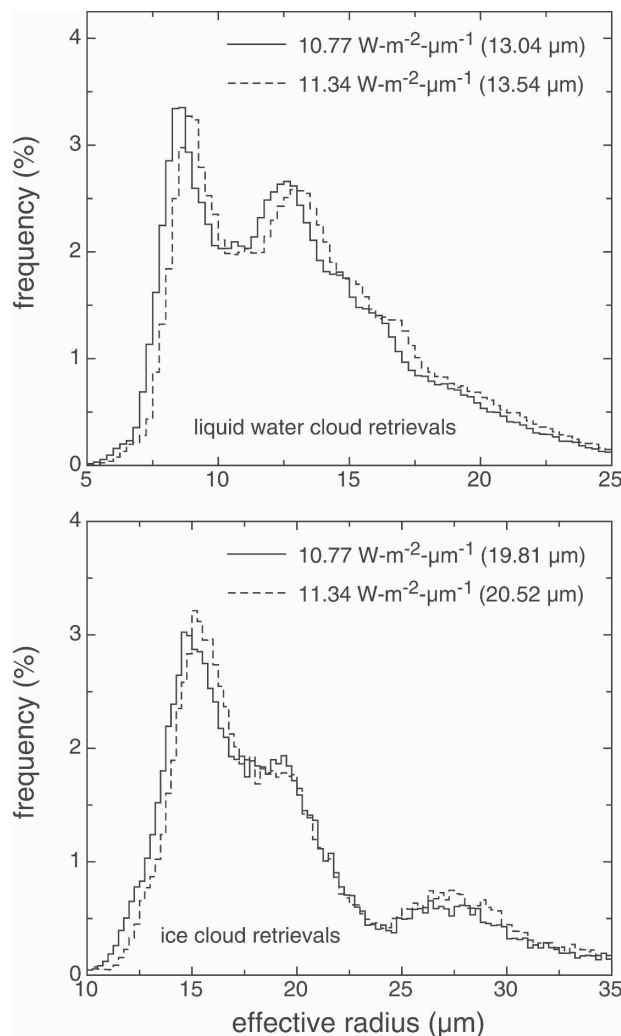 10.77 W-m-2-µm-1 (13.04 µm)
11.34 W-m-2-µm-1 (13.54 µm)
frequency (%)
4
3
2
1
0
liquid water cloud retrievals
5 10 15 20 25
10.77 W-m-2-µm-1 (19.81 µm)
11.34 W-m-2-µm-1 (20.52 µm)
frequency (%)
4
3
2
1
0
ice cloud retrievals
10 15 20 25 30 35
effective radius (µm)